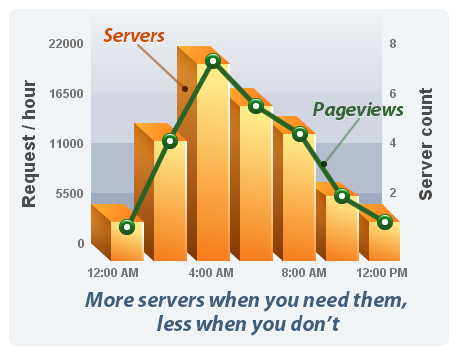 Servers
22000
16500
11000
5500
0
Request / hour
Pageviews
8
6
4
2
Server count
12:00 AM
4:00 AM
8:00 AM
12:00 PM
More servers when you need them,
less when you don't